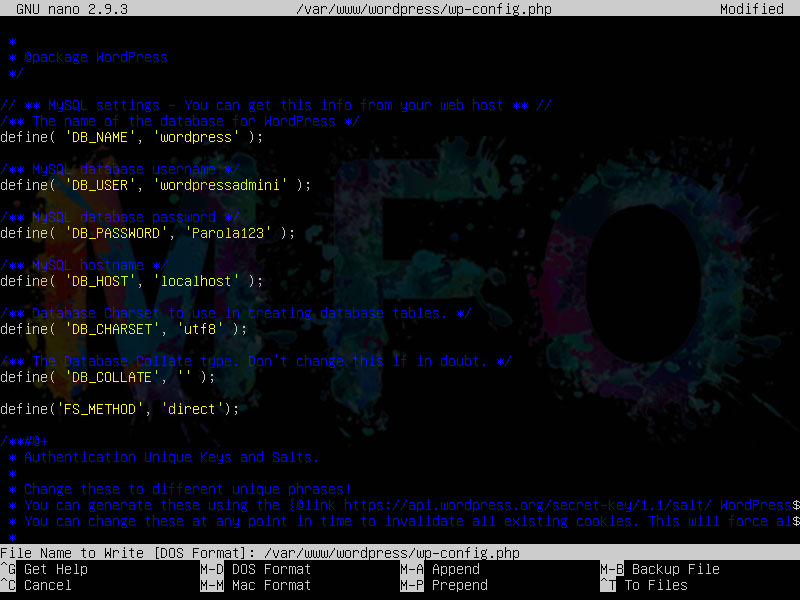 GNU nano 2.9.3 /var/www/wordpress/wp-config.php Modified
*
* @package WordPress
*/
// ** MySQL settings - You can get this info from your web host ** //
/** The name of the database for WordPress */
define( 'DB_NAME', 'wordpress' );
/** MySQL database username */
define( 'DB_USER', 'wordpressadmini' );
/** MySQL database password */
define( 'DB_PASSWORD', 'Parola123' );
/** MySQL hostname */
define( 'DB_HOST', 'localhost' );
/** Database Charset to use in creating database tables. */
define( 'DB_CHARSET', 'utf8' );
/** The Database Collate type. Don't change this if in doubt. */
define( 'DB_COLLATE', '' );
define('FS_METHOD', 'direct');
/**#@+
* Authentication Unique Keys and Salts.
*
* Change these to different unique phrases!
* You can generate these using the {@link https://api.wordpress.org/secret-key/1.1/salt/ WordPress$
* You can change these at any point in time to invalidate all existing cookies. This will force al$
*
File Name to Write [DOS Format]: /var/www/wordpress/wp-config.php
^G Get Help M-D DOS Format M-A Append M-B Backup File
^C Cancel M-M Mac Format M-P Prepend ^T To Files
MFO